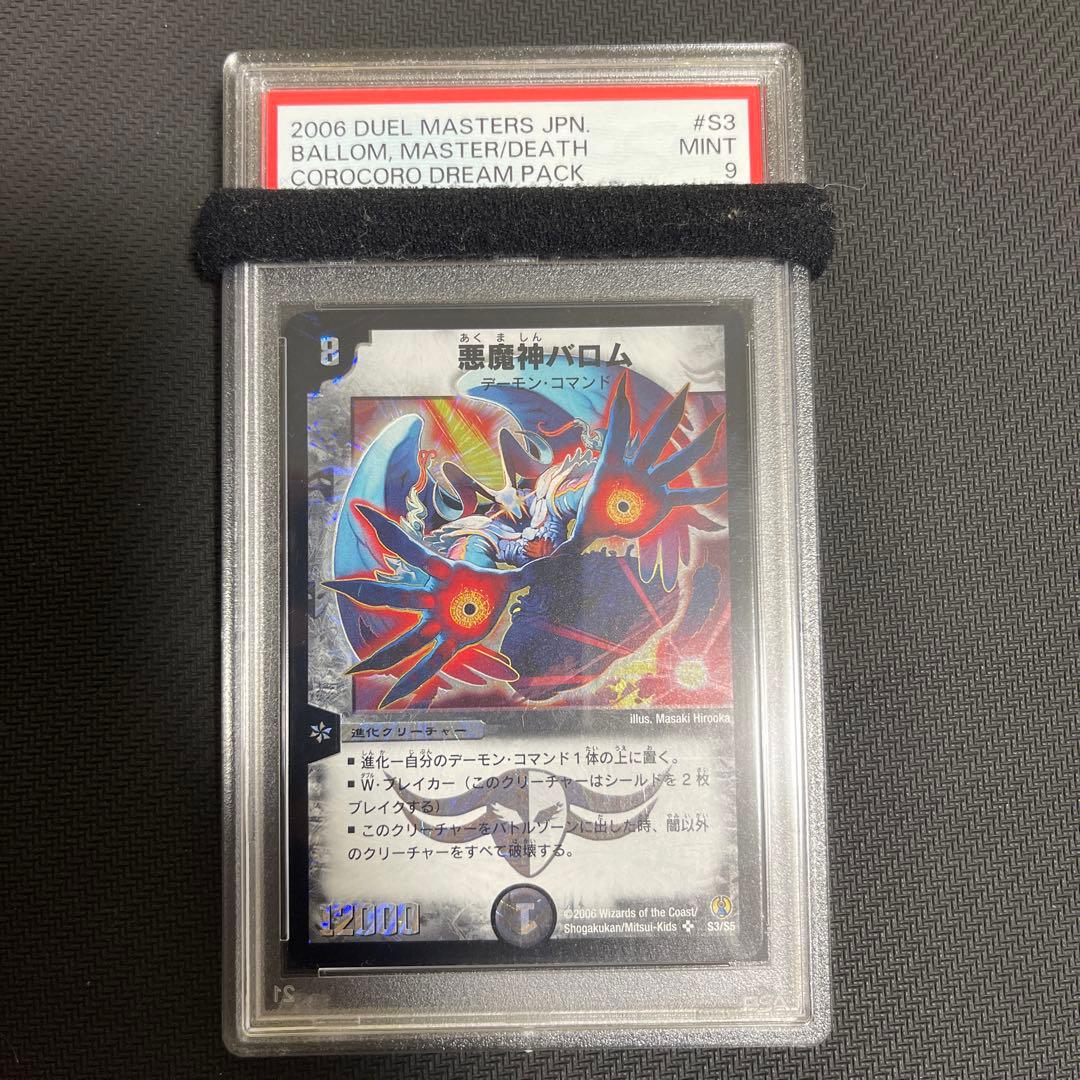 2006 DUEL MASTERS JPN. #S3
BALLOM, MASTER/DEATH MINT
COROCORO DREAM PACK 9
8
あくましん
悪魔神バロム
デーモン・コマンド
illus. Masaki Hirooka
進化クリーチャー
■ 進化ー自分のデーモン・コマンド1体の上に置く。
■ W・ブレイカー（このクリーチャーはシールドを2枚
ブレイクする）
■ このクリーチャーをバトルゾーンに出した時、闇以外
のクリーチャーをすべて破壊する。
12000
1
©2006 Wizards of the Coast/
Shogakukan/Mitsui-Kids S3/S5